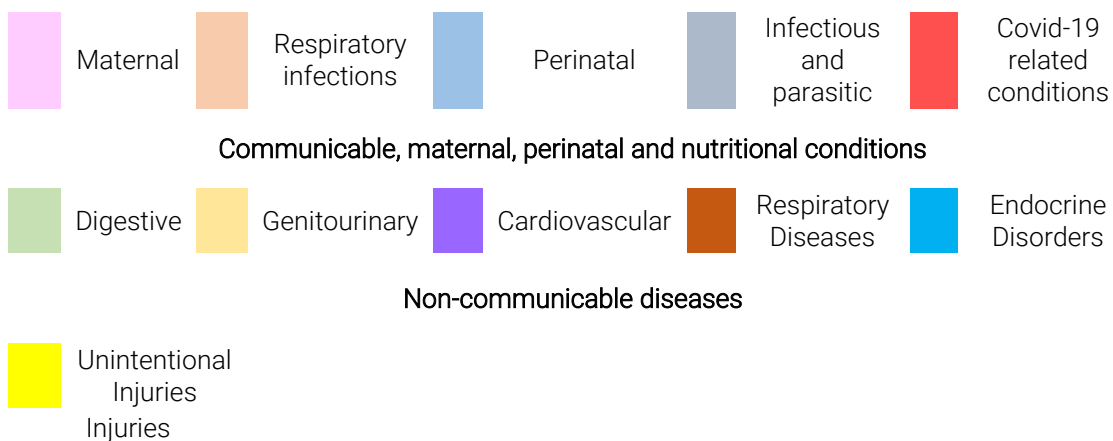 Maternal
Respiratory
infections
Perinatal
Infectious
and
parasitic
Covid-19
related
conditions
Communicable, maternal, perinatal and nutritional conditions
Digestive
Genitourinary
Cardiovascular
Respiratory
Diseases
Endocrine
Disorders
Non-communicable diseases
Unintentional
Injuries
Injuries